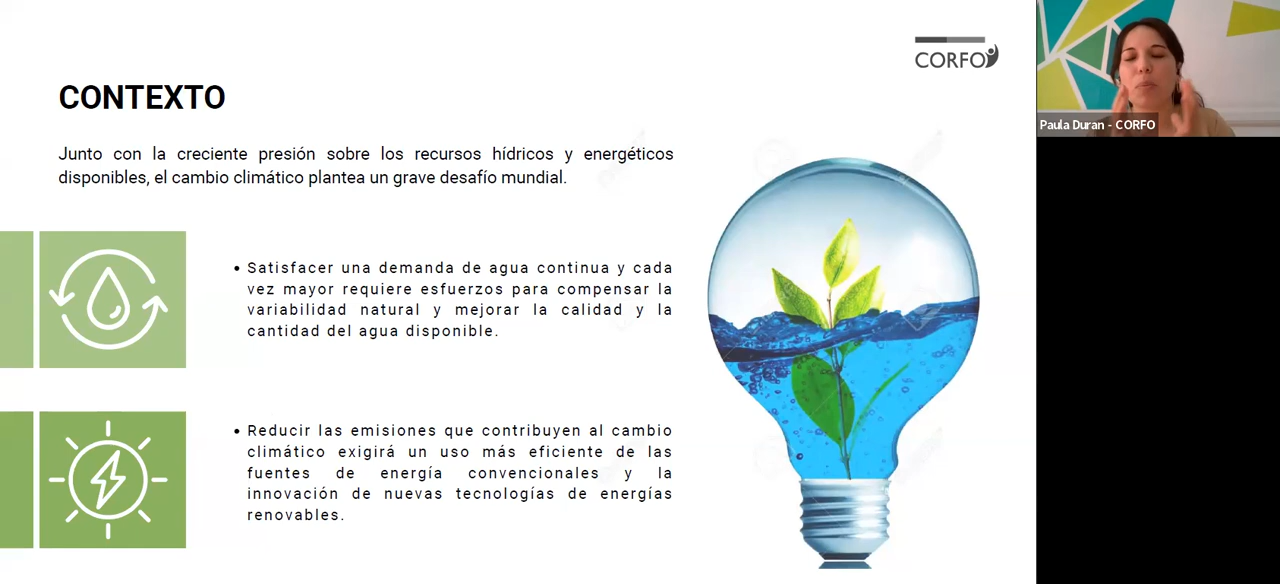 CORFO
CONTEXTO
Junto con la creciente presión sobre los recursos hídricos y energéticos
disponibles, el cambio climático plantea un grave desafío mundial.
• Satisfacer una demanda de agua continua y cada
vez mayor requiere esfuerzos para compensar la
variabilidad natural y mejorar la calidad y la
cantidad del agua disponible.
• Reducir las emisiones que contribuyen al cambio
climático exigirá un uso más eficiente de las
fuentes de energía convencionales y la
innovación de nuevas tecnologías de energías
renovables.
Paula Duran - CORFO